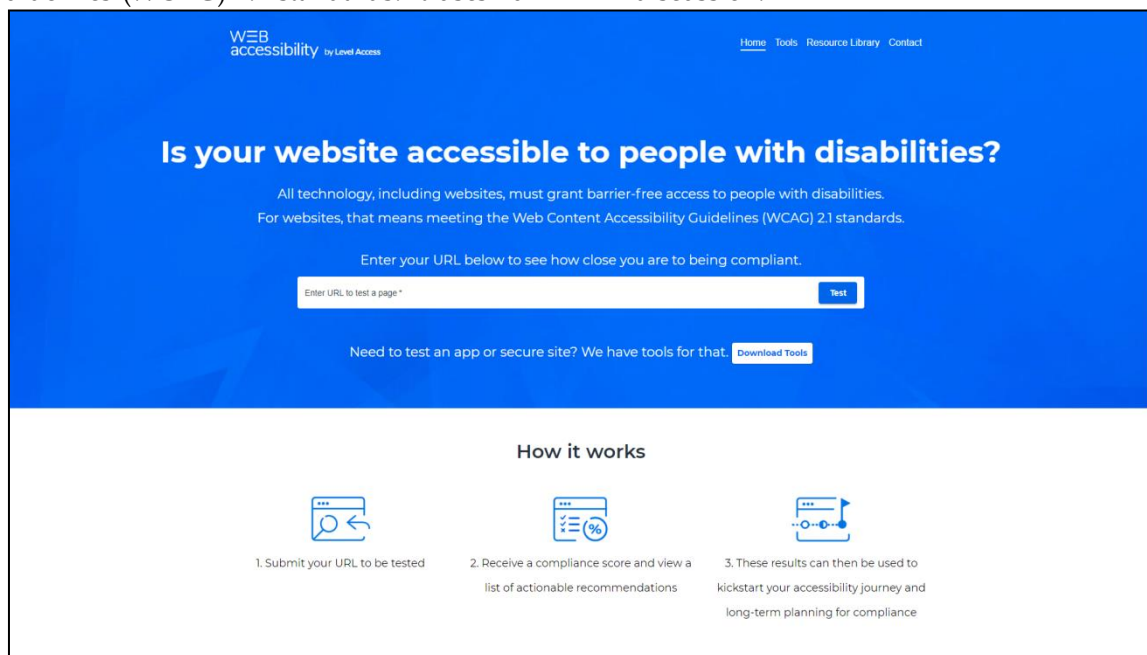 WEB
accessibility by Level Access
Home Tools Resource Library Contact
Is your website accessible to people with disabilities?
All technology, including websites, must grant barrier-free access to people with disabilities.
For websites, that means meeting the Web Content Accessibility Guidelines (WCAG) 2.1 standards.
Enter your URL below to see how close you are to being compliant.
Enter URL to test a page *
Test
Need to test an app or secure site? We have tools for that. Download Tools
How it works
1. Submit your URL to be tested
2. Receive a compliance score and view a
list of actionable recommendations
3. These results can then be used to
kickstart your accessibility journey and
long-term planning for compliance